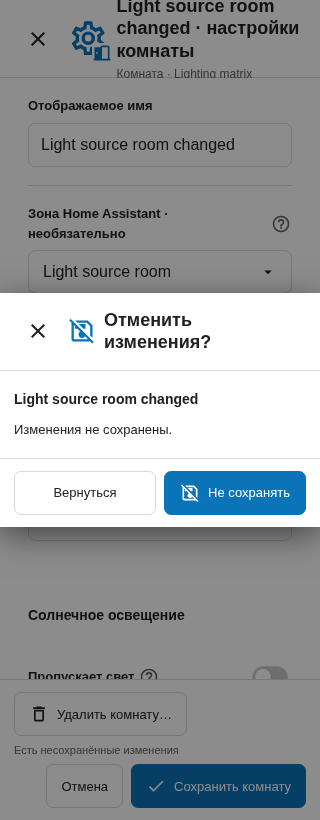 Light source room
changed · настройки
комнаты
Комната · Lighting matrix
Отображаемое имя
Light source room changed
Зона Home Assistant ·
необязательно
Light source room
Отменить
изменения?
Light source room changed
Изменения не сохранены.
Вернуться
Не сохранять
Солнечное освещение
Пропускает свет
Удалить комнату…
Есть несохранённые изменения
Отмена
Сохранить комнату